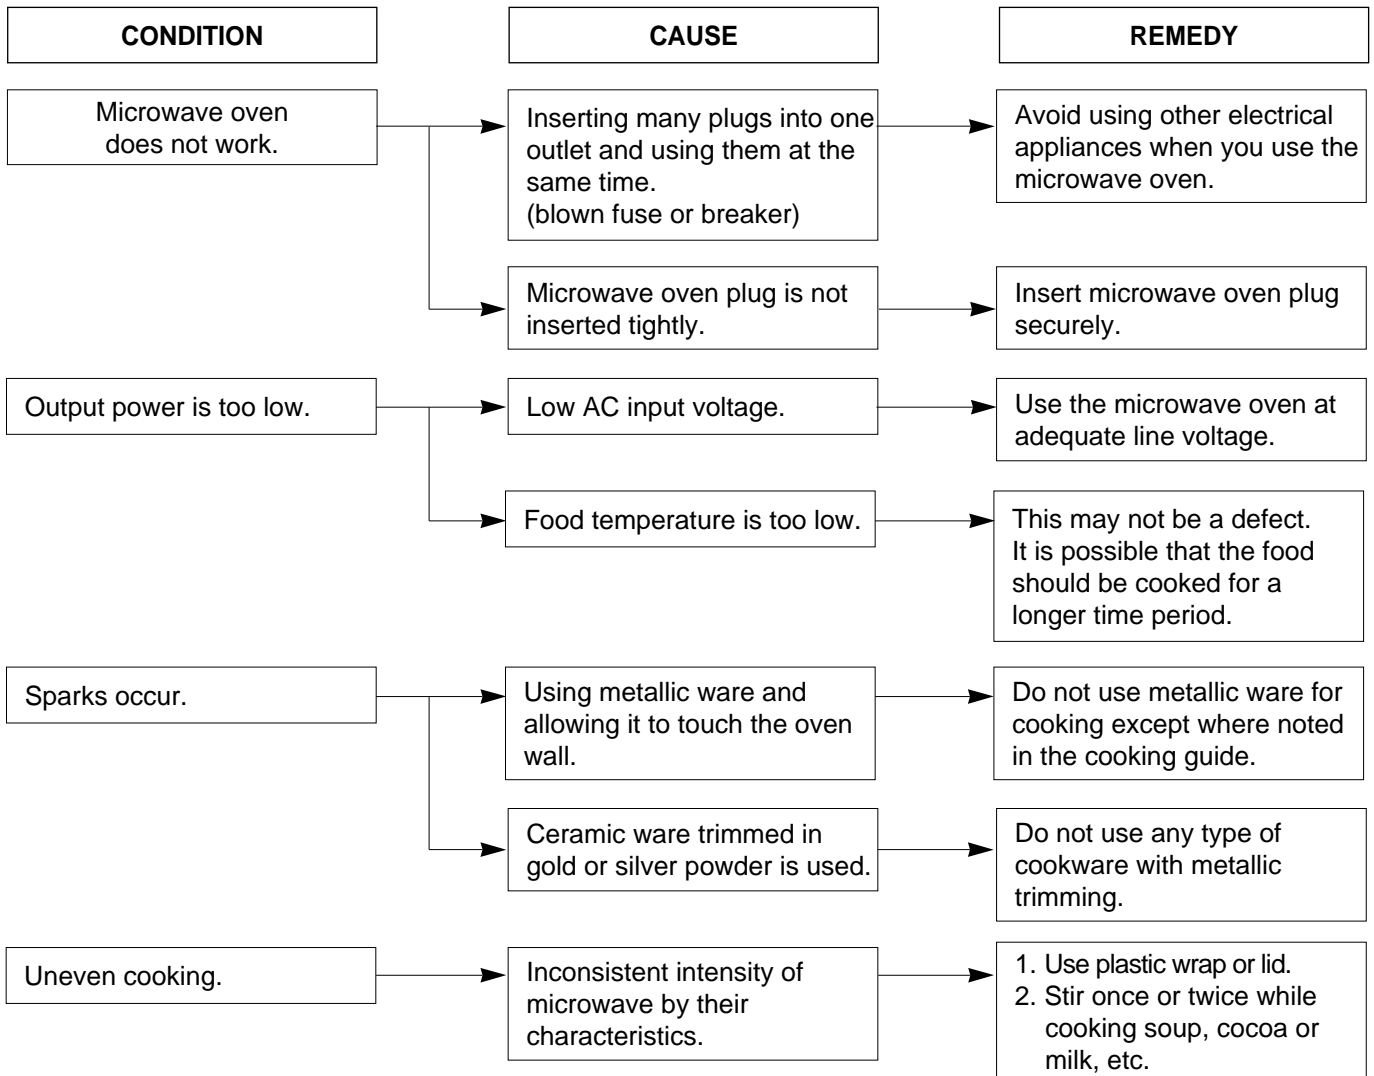 CONDITION
CAUSE
REMEDY
Microwave oven
does not work.
Inserting many plugs into one
outlet and using them at the
same time.
(blown fuse or breaker)
Avoid using other electrical
appliances when you use the
microwave oven.
Microwave oven plug is not
inserted tightly.
Insert microwave oven plug
securely.
Output power is too low.
Low AC input voltage.
Use the microwave oven at
adequate line voltage.
Food temperature is too low.
This may not be a defect.
It is possible that the food
should be cooked for a
longer time period.
Sparks occur.
Using metallic ware and
allowing it to touch the oven
wall.
Do not use metallic ware for
cooking except where noted
in the cooking guide.
Ceramic ware trimmed in
gold or silver powder is used.
Do not use any type of
cookware with metallic
trimming.
Uneven cooking.
Inconsistent intensity of
microwave by their
characteristics.
1. Use plastic wrap or lid.
2. Stir once or twice while
cooking soup, cocoa or
milk, etc.